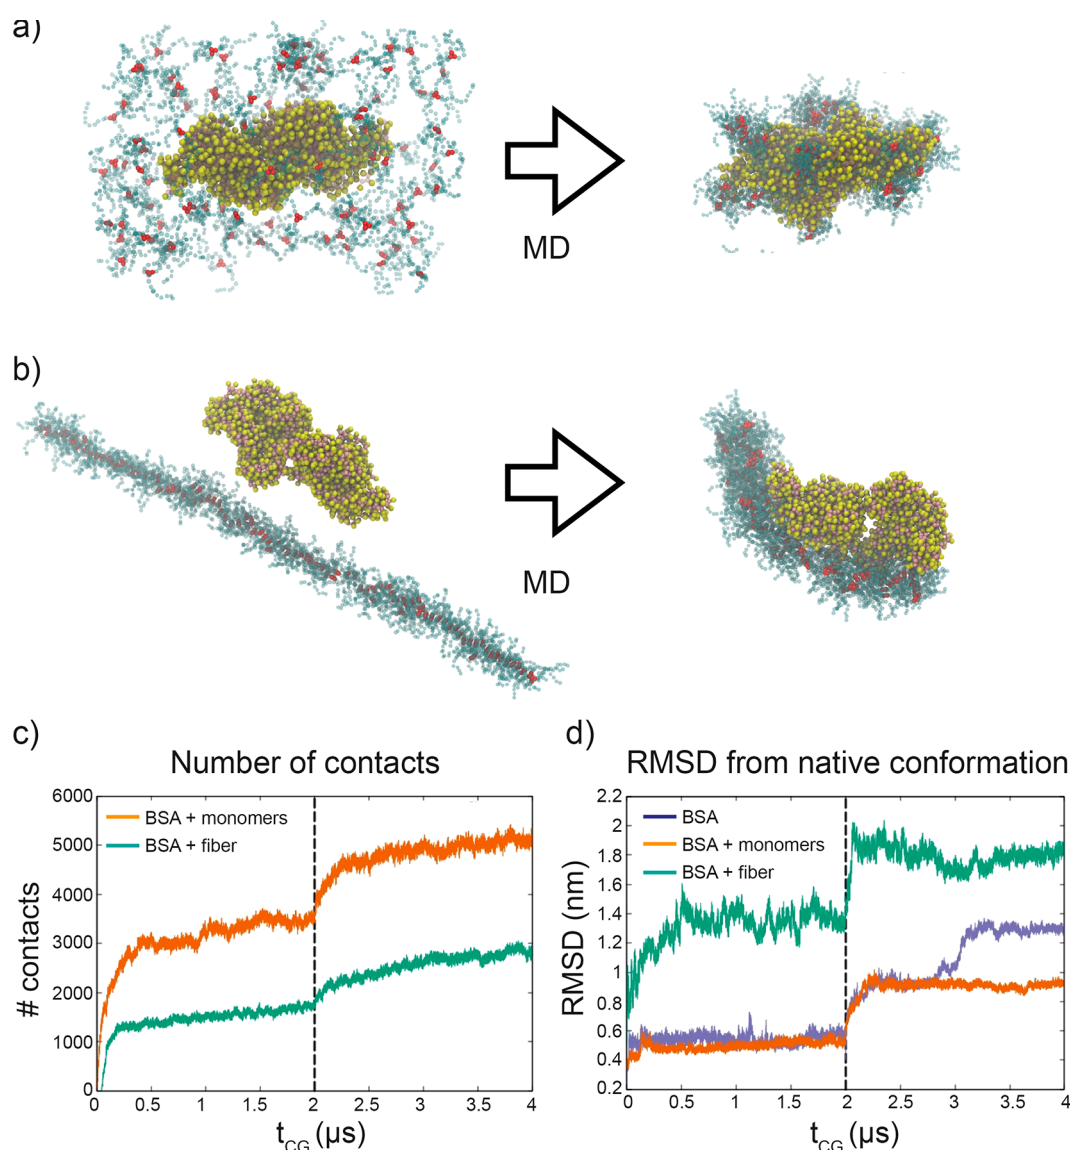 a)
MD
b)
MD
c)
Number of contacts
6000
5000
4000
3000
2000
1000
0
# contacts
BSA + monomers
BSA + fiber
0 0.5 1 1.5 2 2.5 3 3.5 4
t_CG (µs)
d)
RMSD from native conformation
2.2
2
1.8
1.6
1.4
1.2
1
0.8
0.6
0.4
0.2
RMSD (nm)
BSA
BSA + monomers
BSA + fiber
0 0.5 1 1.5 2 2.5 3 3.5 4
t_CG (µs)